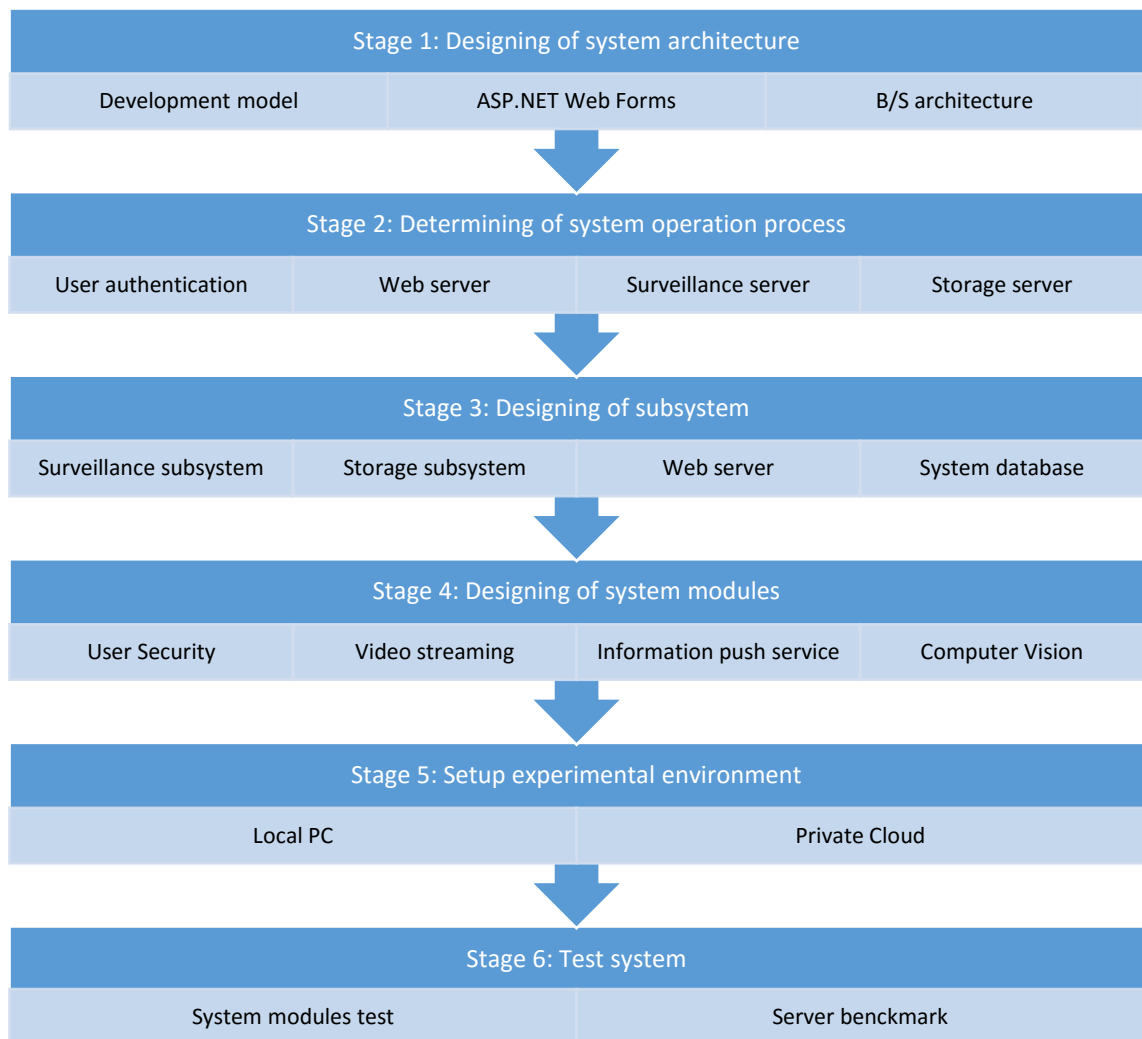 Stage 1: Designing of system architecture
Development model ASP.NET Web Forms B/S architecture
Stage 2: Determining of system operation process
User authentication Web server Surveillance server Storage server
Stage 3: Designing of subsystem
Surveillance subsystem Storage subsystem Web server System database
Stage 4: Designing of system modules
User Security Video streaming Information push service Computer Vision
Stage 5: Setup experimental environment
Local PC Private Cloud
Stage 6: Test system
System modules test Server benckmark